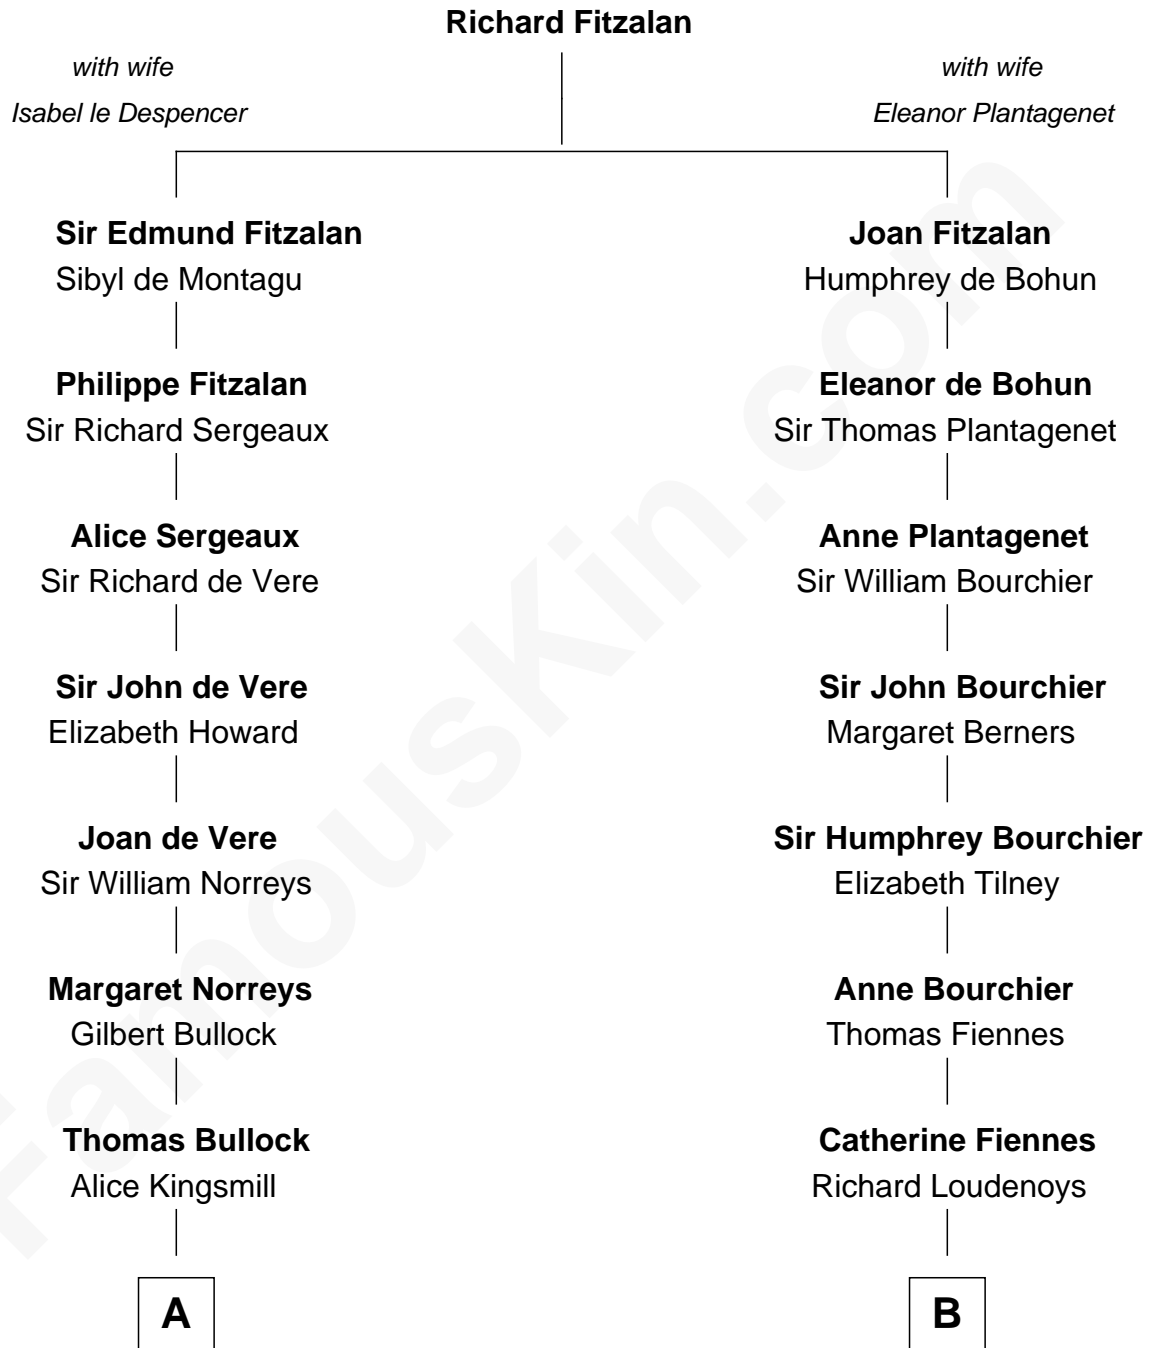 Richard Fitzalan
with wife
Isabel le Despencer
with wife
Eleanor Plantagenet
Sir Edmund Fitzalan
Sibyl de Montagu
Joan Fitzalan
Humphrey de Bohun
Philippe Fitzalan
Sir Richard Sergeaux
Eleanor de Bohun
Sir Thomas Plantagenet
Alice Sergeaux
Sir Richard de Vere
Anne Plantagenet
Sir William Bourchier
Sir John de Vere
Elizabeth Howard
Sir John Bourchier
Margaret Berners
Joan de Vere
Sir William Norreys
Sir Humphrey Bourchier
Elizabeth Tilney
Margaret Norreys
Gilbert Bullock
Anne Bourchier
Thomas Fiennes
Thomas Bullock
Alice Kingsmill
Catherine Fiennes
Richard Loudenoys
A
B
FamousKin.com